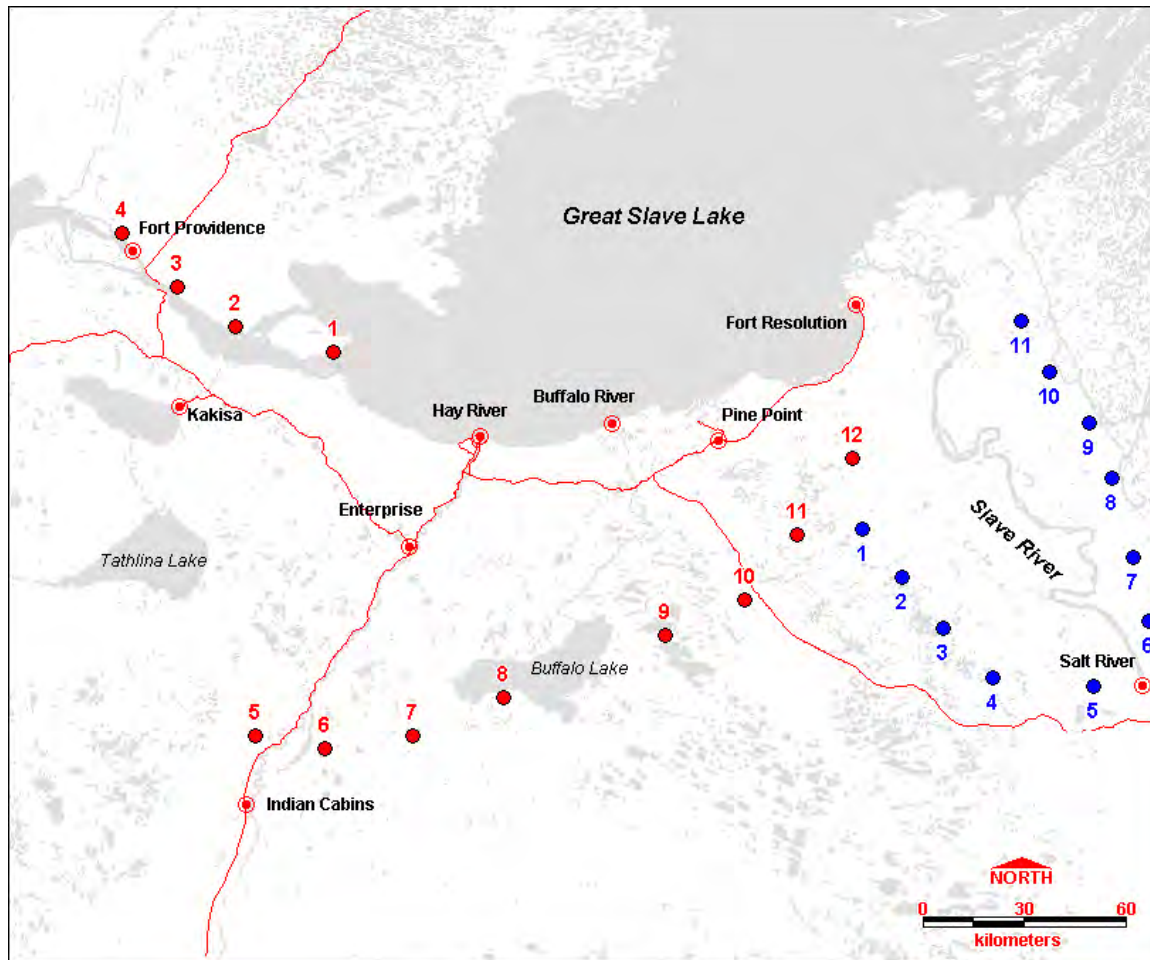 Great Slave Lake
4
Fort Providence
3
2
1
Fort Resolution
11
10
Kakisa
Hay River
Buffalo River
Pine Point
9
12
8
Enterprise
11
1
Slave River
Tathlina Lake
10
2
7
9
3
6
Buffalo Lake
Salt River
8
4
5
5
6
7
Indian Cabins
NORTH
0 30 60
kilometers